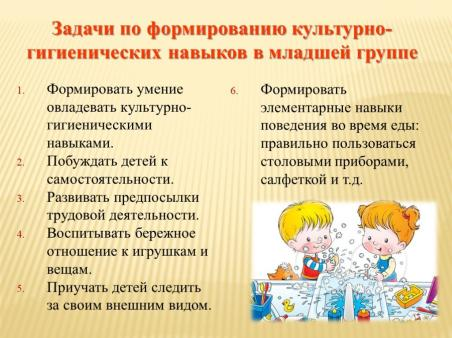 Задачи по формированию культурно-
гигиенических навыков в младшей группе
1. Формировать умение
овладевать культурно-
гигиеническими
навыками.
2. Побуждать детей к
самостоятельности.
3. Развивать предпосылки
трудовой деятельности.
4. Воспитывать бережное
отношение к игрушкам и
вещам.
5. Приучать детей следить
за своим внешним видом.
6. Формировать
элементарные навыки
поведения во время еды:
правильно пользоваться
столовыми приборами,
салфеткой и т.д.